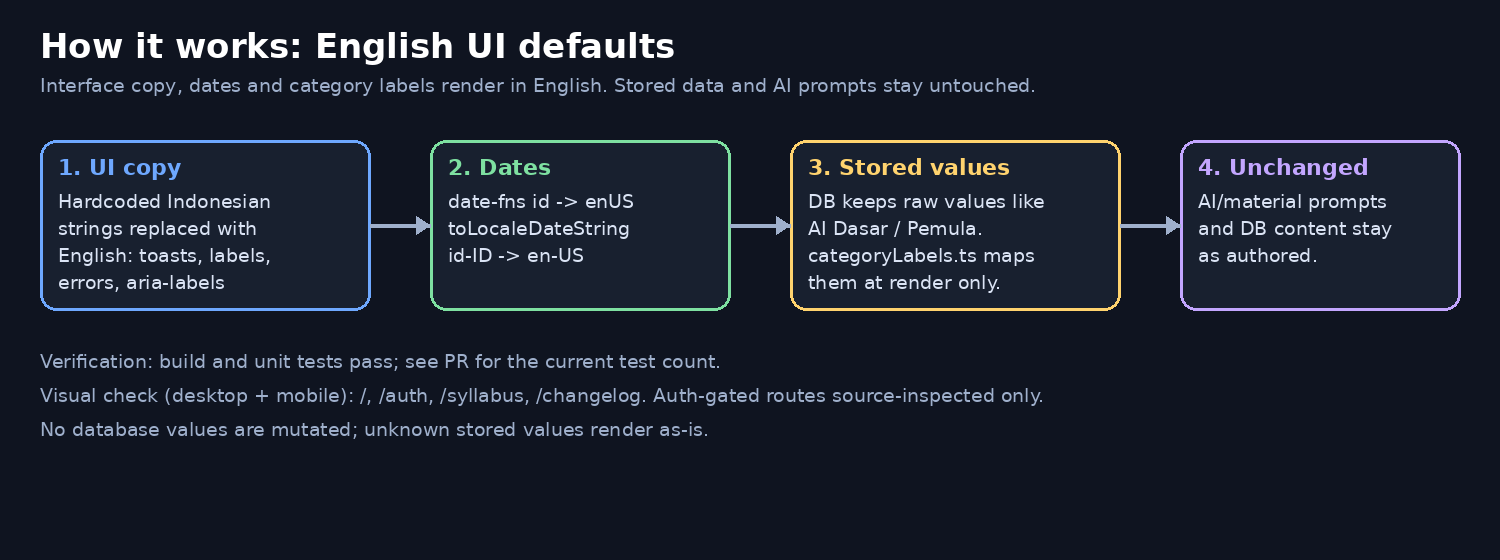 How it works: English UI defaults
Interface copy, dates and category labels render in English. Stored data and AI prompts stay untouched.
1. UI copy
Hardcoded Indonesian
strings replaced with
English: toasts, labels,
errors, aria-labels
2. Dates
date-fns id -> enUS
toLocaleDateString
id-ID -> en-US
3. Stored values
DB keeps raw values like
AI Dasar / Pemula.
categoryLabels.ts maps
them at render only.
4. Unchanged
AI/material prompts
and DB content stay
as authored.
Verification: build and unit tests pass; see PR for the current test count.
Visual check (desktop + mobile): /, /auth, /syllabus, /changelog. Auth-gated routes source-inspected only.
No database values are mutated; unknown stored values render as-is.